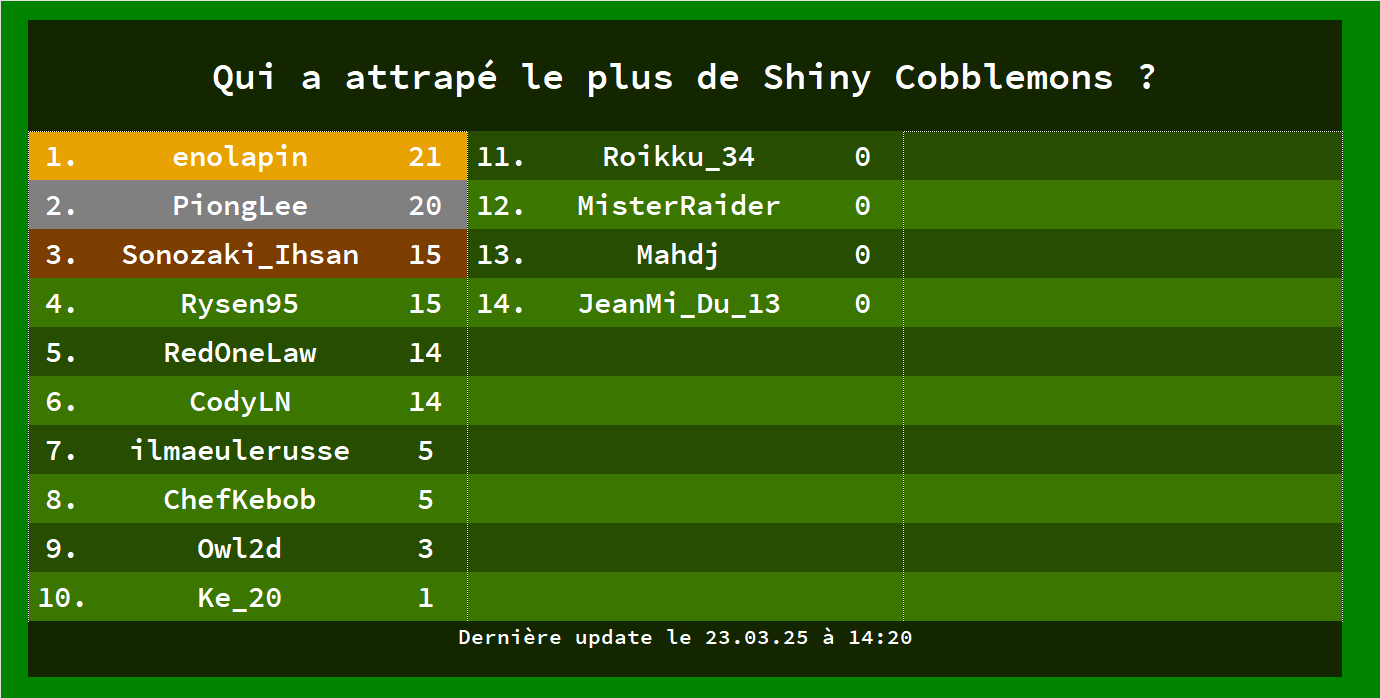 Qui a attrapé le plus de Shiny Cobblemons ?
1. enolapin 21
2. PiongLee 20
3. Sonozaki_Ihsan 15
4. Rysen95 15
5. RedOneLaw 14
6. CodyLN 14
7. ilmaeulerusse 5
8. ChefKebob 5
9. Owl2d 3
10. Ke_20 1
11. Roikku_34 0
12. MisterRaider 0
13. Mahdj 0
14. JeanMi_Du_13 0
Dernière update le 23.03.25 à 14:20